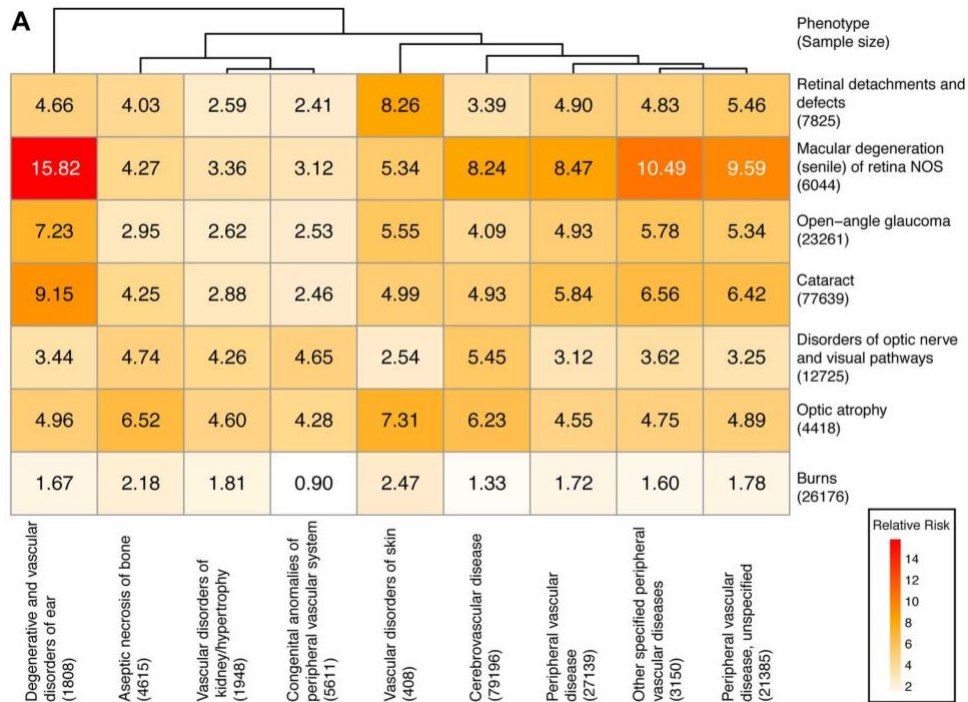 A
Phenotype
(Sample size)
4.66 4.03 2.59 2.41 8.26 3.39 4.90 4.83 5.46
Retinal detachments and
defects
(7825)
15.82 4.27 3.36 3.12 5.34 8.24 8.47 10.49 9.59
Macular degeneration
(senile) of retina NOS
(6044)
7.23 2.95 2.62 2.53 5.55 4.09 4.93 5.78 5.34
Open−angle glaucoma
(23261)
9.15 4.25 2.88 2.46 4.99 4.93 5.84 6.56 6.42
Cataract
(77639)
3.44 4.74 4.26 4.65 2.54 5.45 3.12 3.62 3.25
Disorders of optic nerve
and visual pathways
(12725)
4.96 6.52 4.60 4.28 7.31 6.23 4.55 4.75 4.89
Optic atrophy
(4418)
1.67 2.18 1.81 0.90 2.47 1.33 1.72 1.60 1.78
Burns
(26176)
Degenerative and vascular
disorders of ear
(1808)
Aseptic necrosis of bone
(4615)
Vascular disorders of
kidney/hypertrophy
(1948)
Congenital anomalies of
peripheral vascular system
(5611)
Vascular disorders of skin
(408)
Cerebrovascular disease
(79196)
Peripheral vascular
disease
(27139)
Other specified peripheral
vascular diseases
(3150)
Peripheral vascular
disease, unspecified
(21385)
Relative Risk
14
12
10
8
6
4
2